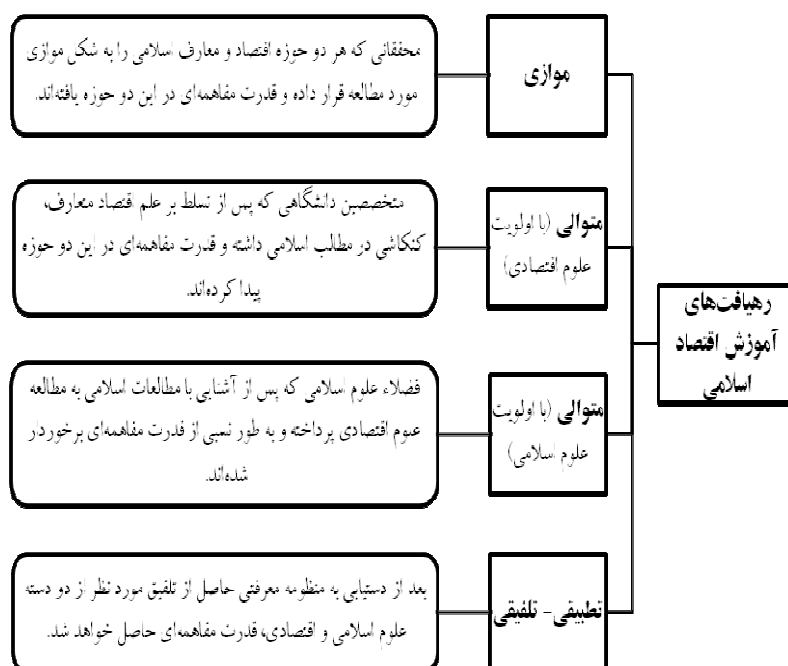 رهیافت‌های
آموزش اقتصاد
اسلامی
موازی
محققانی که هر دو حوزه اقتصاد و معارف اسلامی را به شکل موازی
مورد مطالعه قرار داده و قدرت مفاهمه‌ای در این دو حوزه یافته‌اند.
متوالی (با اولویت
علوم اقتصادی)
متخصصین دانشگاهی که پس از تسلط بر علم اقتصاد متعارف،
کنکاشی در مطالب اسلامی داشته و قدرت مفاهمه‌ای در این دو حوزه
پیدا کرده‌اند.
متوالی (با اولویت
علوم اسلامی)
فضلاء علوم اسلامی که پس از آشنایی با مطالعات اسلامی به مطالعه
علوم اقتصادی پرداخته و به طور نسبی از قدرت مفاهمه‌ای برخوردار
شده‌اند.
تطبیقی- تلفیقی
بعد از دستیابی به منظومه معرفتی حاصل از تلفیق مورد نظر از دو دسته
علوم اسلامی و اقتصادی، قدرت مفاهمه‌ای حاصل خواهد شد.